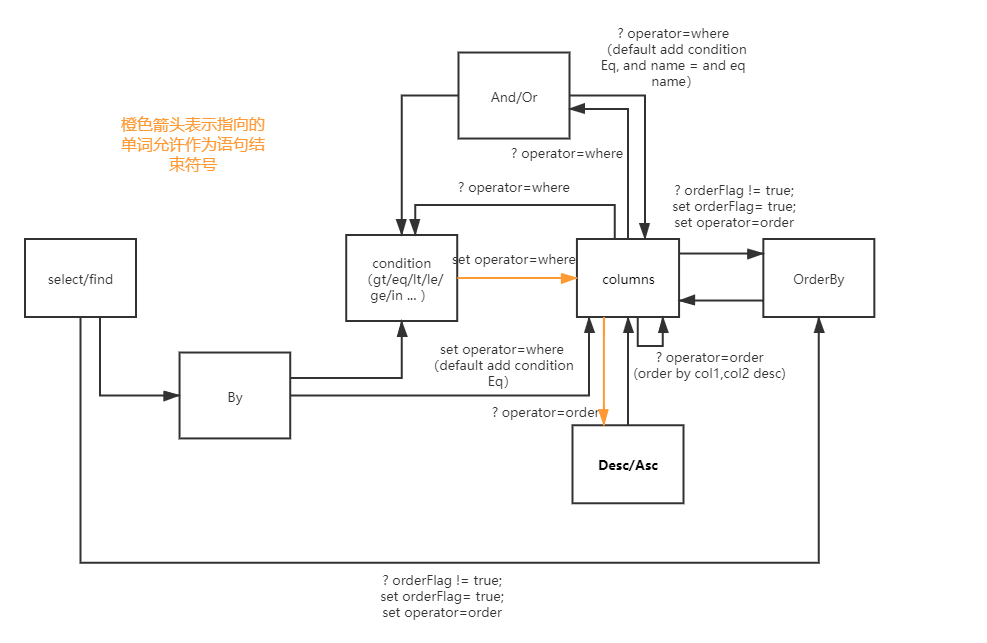 ? operator=where
(default add condition
Eq, and name = and eq
name)
And/Or
橙色箭头表示指向的
单词允许作为语句结
束符号
? operator=where
? operator=where
? orderFlag != true;
set orderFlag= true;
set operator=order
select/find
condition
(gt/eq/lt/le/
ge/in ... )
set operator=where
columns
OrderBy
set operator=where
(default add condition
Eq)
? operator=order
(order by col1,col2 desc)
By
? operator=order
Desc/Asc
? orderFlag != true;
set orderFlag= true;
set operator=order